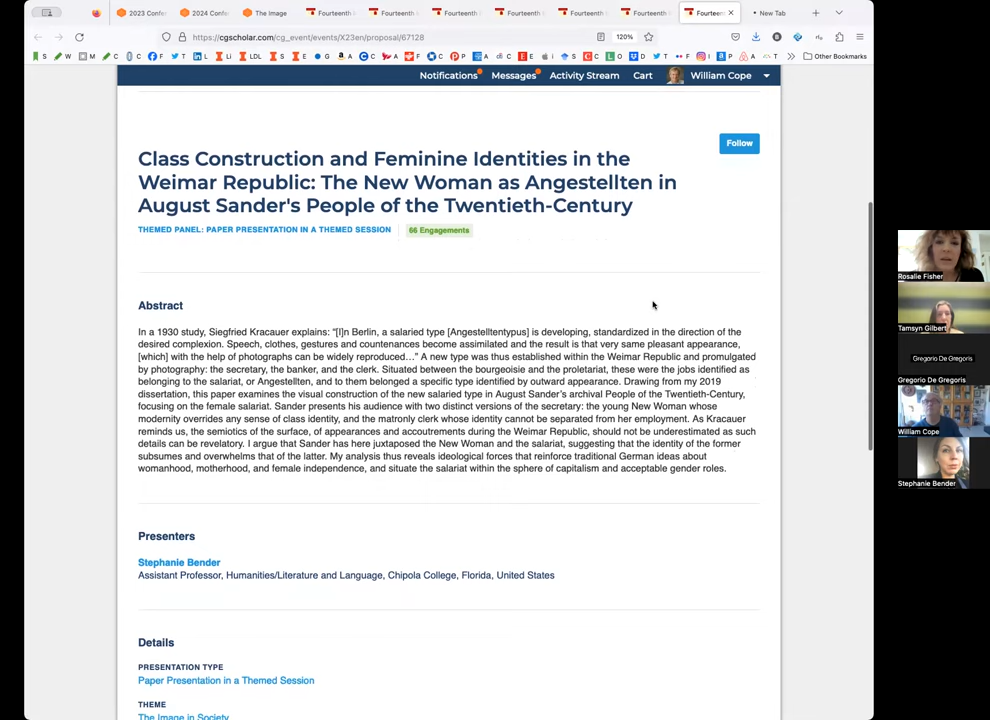 2023 Confe
2024 Confe
The Image
Fourteenth
Fourteenth
Fourteenth
Fourteenth
Fourteenth
Fourteenth
Fourteen
New Tab
https://cgscholar.com/cg_event/events/X23en/proposal/67128
120%
Other Bookmarks
Notifications Messages Activity Stream Cart William Cope
Follow
Class Construction and Feminine Identities in the
Weimar Republic: The New Woman as Angestellten in
August Sander's People of the Twentieth-Century
THEMED PANEL: PAPER PRESENTATION IN A THEMED SESSION 66 Engagements
Abstract
In a 1930 study, Siegfried Kracauer explains: “[I]n Berlin, a salaried type [Angestelltentypus] is developing, standardized in the direction of the
desired complexion. Speech, clothes, gestures and countenances become assimilated and the result is that very same pleasant appearance,
[which] with the help of photographs can be widely reproduced…” A new type was thus established within the Weimar Republic and promulgated
by photography: the secretary, the banker, and the clerk. Situated between the bourgeoisie and the proletariat, these were the jobs identified as
belonging to the salariat, or Angestellten, and to them belonged a specific type identified by outward appearance. Drawing from my 2019
dissertation, this paper examines the visual construction of the new salaried type in August Sander’s archival People of the Twentieth-Century,
focusing on the female salariat. Sander presents his audience with two distinct versions of the secretary: the young New Woman whose
modernity overrides any sense of class identity, and the matronly clerk whose identity cannot be separated from her employment. As Kracauer
reminds us, the semiotics of the surface, of appearances and accoutrements during the Weimar Republic, should not be underestimated as such
details can be revelatory. I argue that Sander has here juxtaposed the New Woman and the salariat, suggesting that the identity of the former
subsumes and overwhelms that of the latter. My analysis thus reveals ideological forces that reinforce traditional German ideas about
womanhood, motherhood, and female independence, and situate the salariat within the sphere of capitalism and acceptable gender roles.
Presenters
Stephanie Bender
Assistant Professor, Humanities/Literature and Language, Chipola College, Florida, United States
Details
PRESENTATION TYPE
Paper Presentation in a Themed Session
THEME
The Image in Society
Rosalie Fisher
Tamsyn Gilbert
Gregorio De Gregoris
Gregorio De Gregoris
William Cope
Stephanie Bender